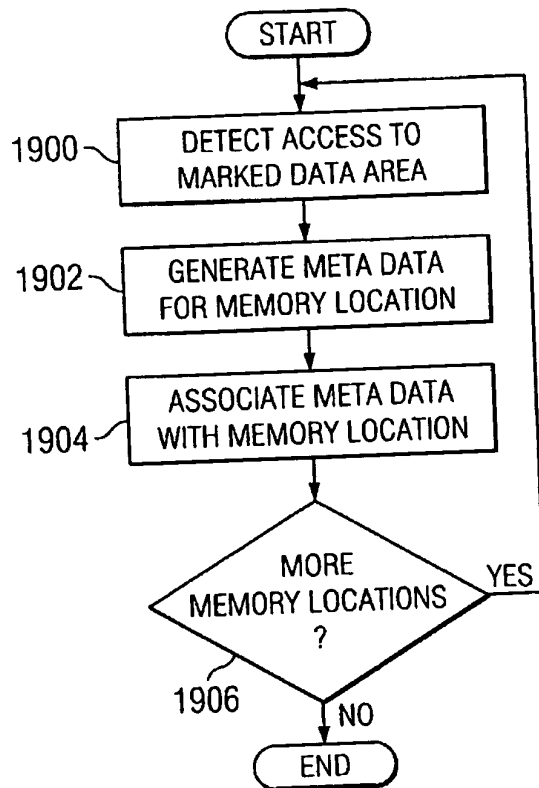 START
1900
DETECT ACCESS TO
MARKED DATA AREA
1902
GENERATE META DATA
FOR MEMORY LOCATION
1904
ASSOCIATE META DATA
WITH MEMORY LOCATION
MORE
MEMORY LOCATIONS
?
YES
1906
NO
END